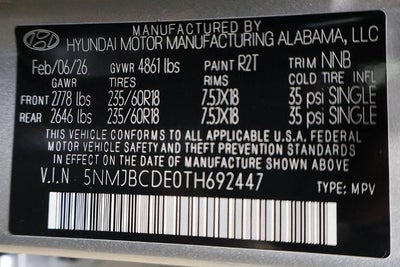 MANUFACTURED BY
HYUNDAI MOTOR MANUFACTURING ALABAMA, LLC
Feb/06/26 GVWR 4861 lbs PAINT R2T TRIM NNB
GAWR TIRES RIMS COLD TIRE INFL
FRONT 2778 lbs 235/60R18 7.5JX18 35 psi SINGLE
REAR 2646 lbs 235/60R18 7.5JX18 35 psi SINGLE
THIS VEHICLE CONFORMS TO ALL APPLICABLE U.S.A. FEDERAL
MOTOR VEHICLE SAFETY AND THEFT PREVENTION STANDARDS
IN EFFECT ON THE DATE OF MANUFACTURE SHOWN ABOVE.
V.I.N 5NMJBCDE0TH692447 TYPE: MPV